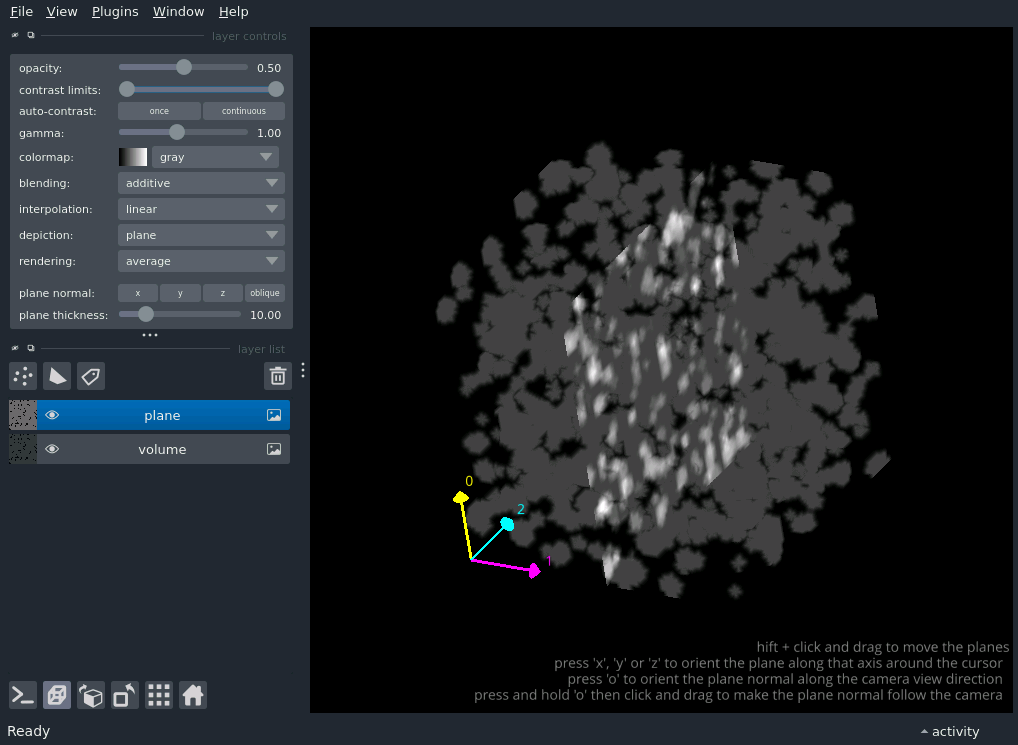 File View Plugins Window Help
layer controls
opacity: 0.50
contrast limits:
auto-contrast: once continuous
gamma: 1.00
colormap: gray
blending: additive
interpolation: linear
depiction: plane
rendering: average
plane normal: x y z oblique
plane thickness: 10.00
layer list
plane
volume
0
2
1
hift + click and drag to move the planes
press 'x', 'y' or 'z' to orient the plane along that axis around the cursor
press 'o' to orient the plane normal along the camera view direction
press and hold 'o' then click and drag to make the plane normal follow the camera
Ready
activity